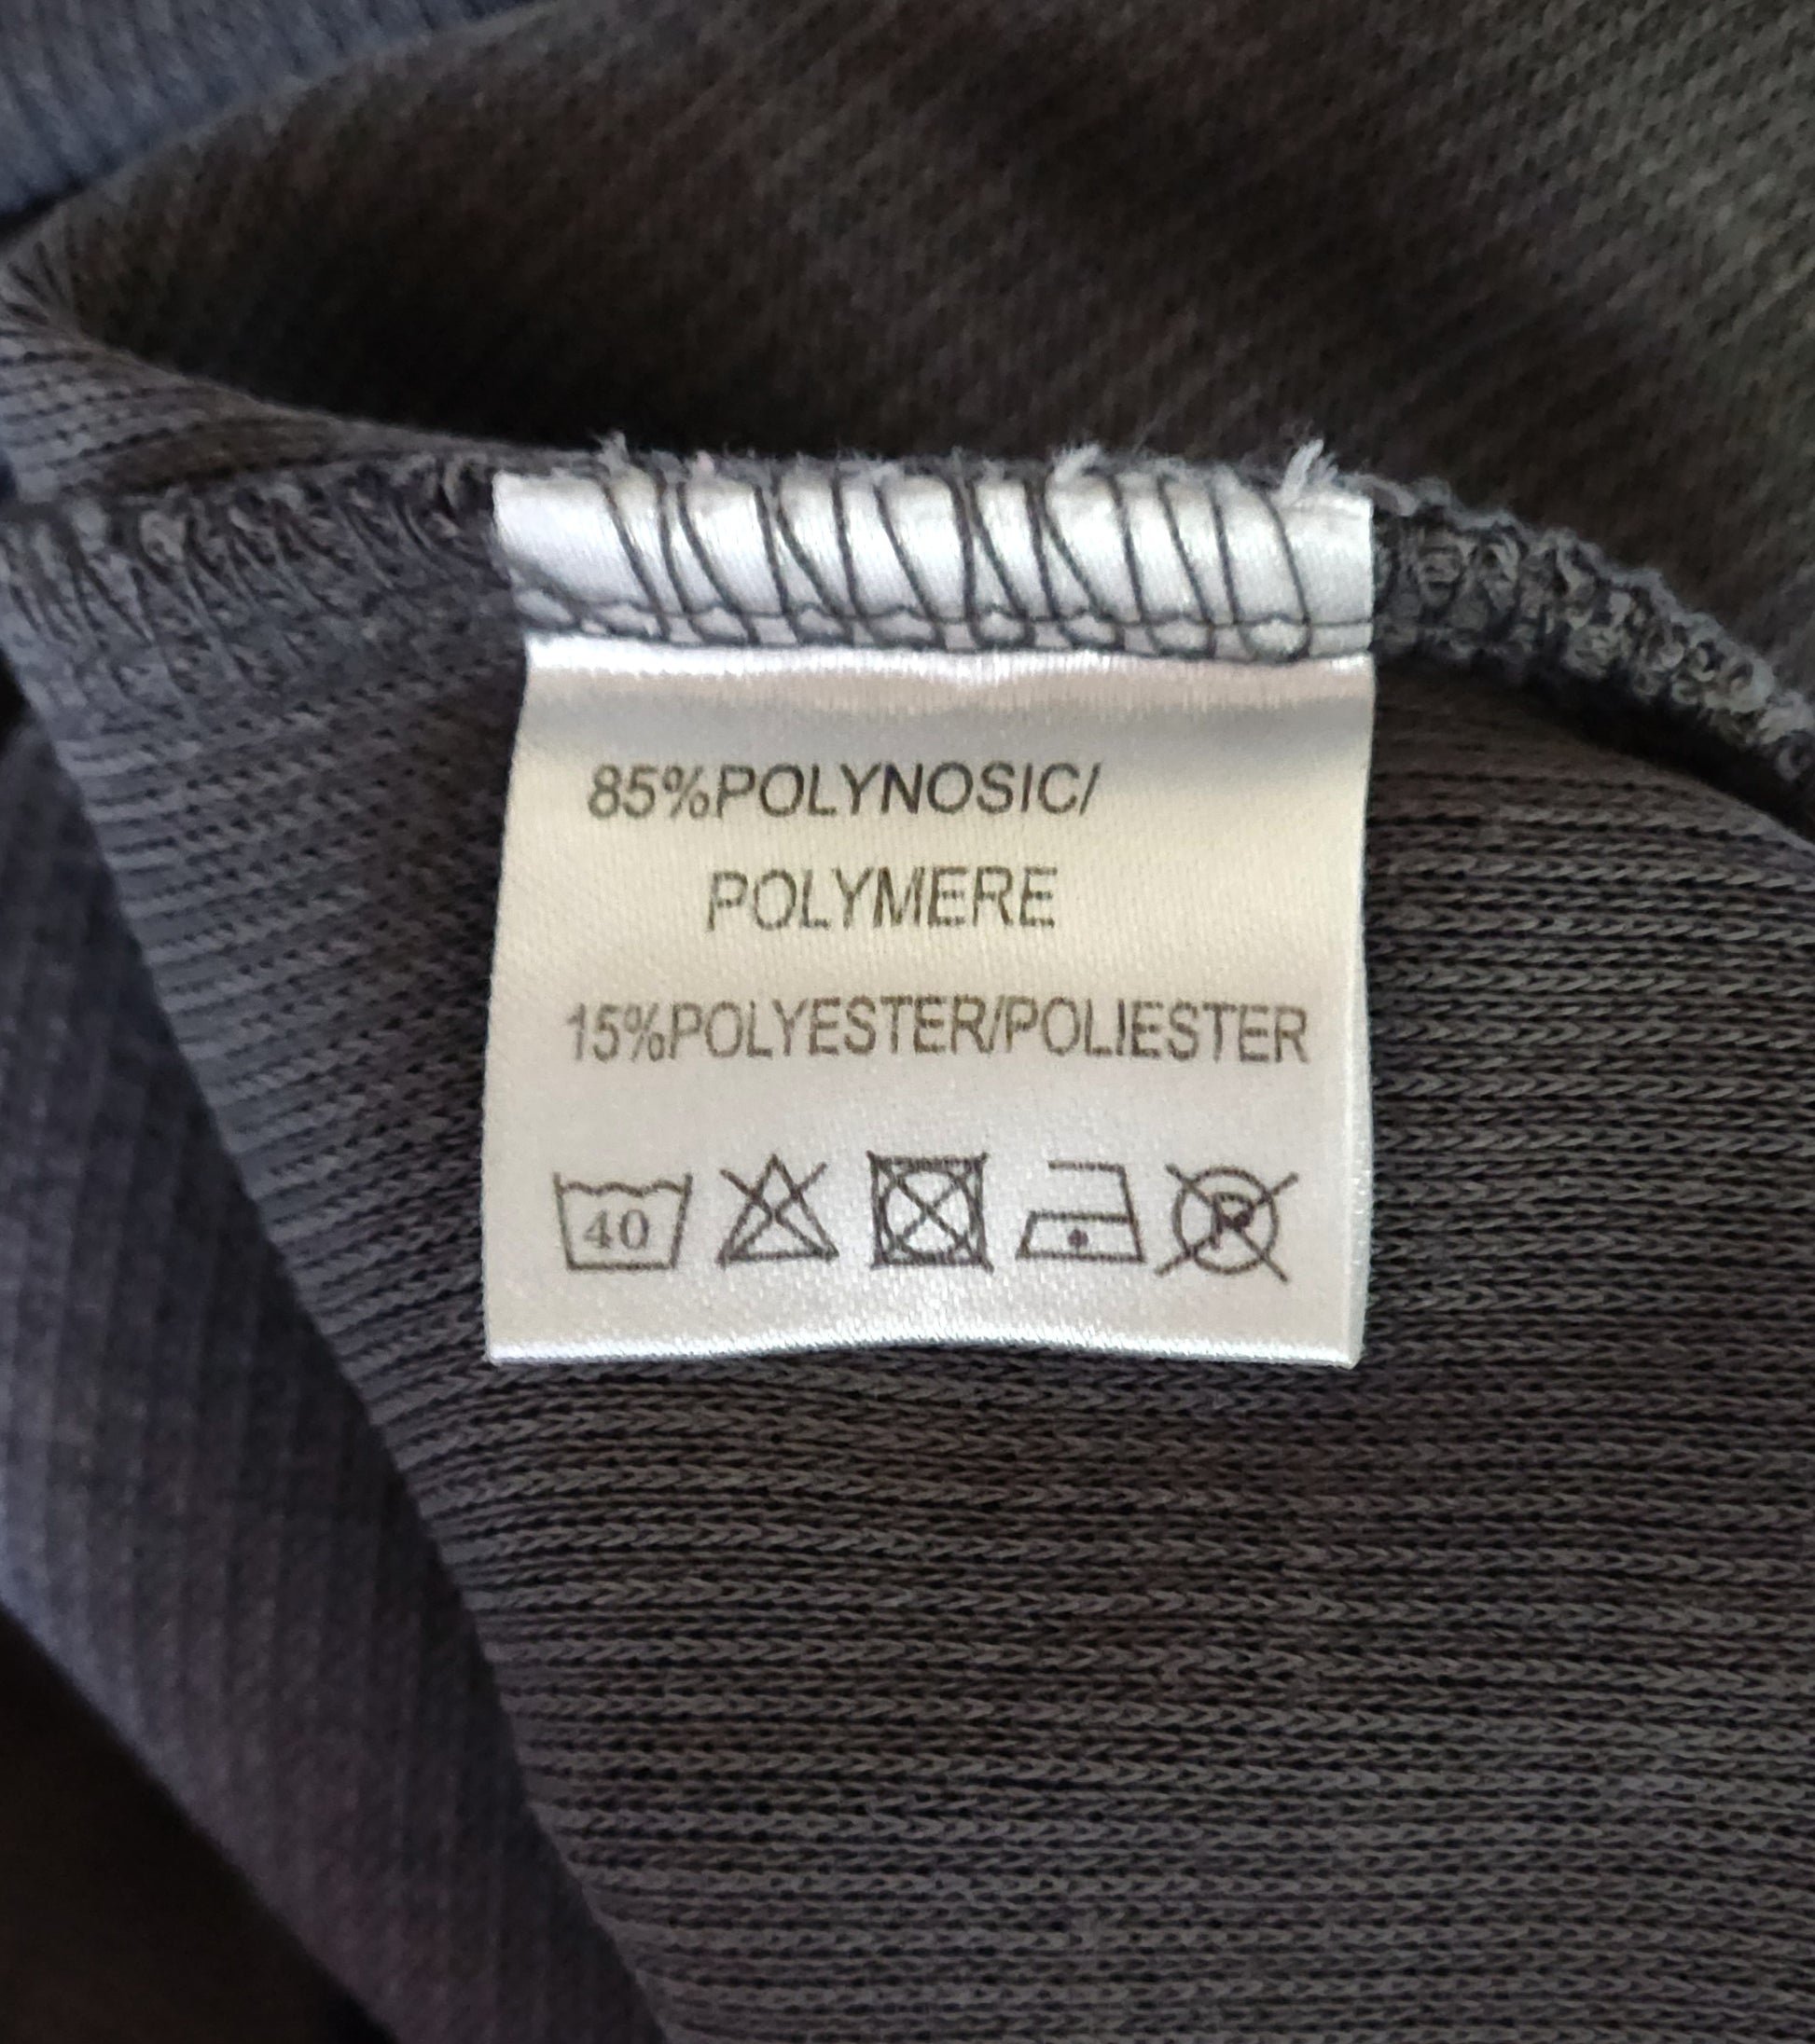 85%POLYNOSIC/
POLYMERE
15%POLYESTER/POLIESTER
40 P